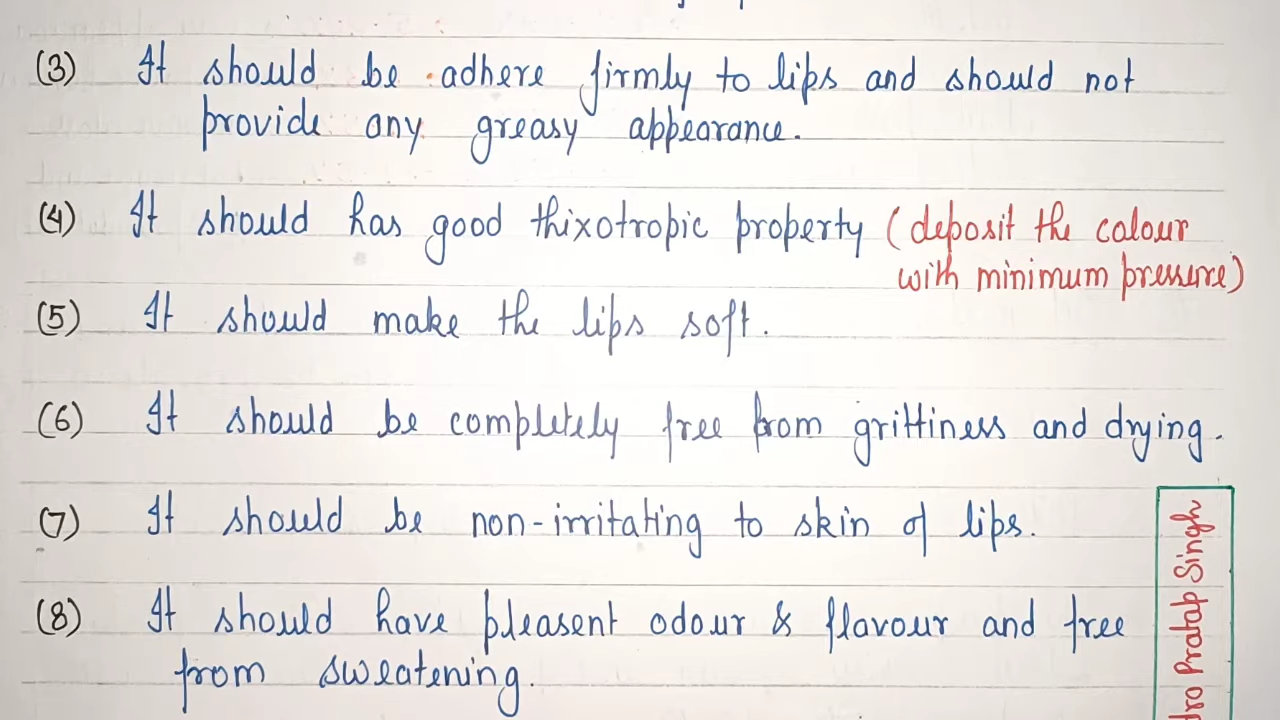 (3) It should be adhere firmly to lips and should not
provide any greasy appearance.
(4) It should has good thixotropic property (deposit the colour
with minimum pressure)
(5) It should make the lips soft.
(6) It should be completely free from grittiness and drying.
(7) It should be non-irritating to skin of lips.
(8) It should have pleasent odour & flavour and free
from sweatening.
Pratap Singh